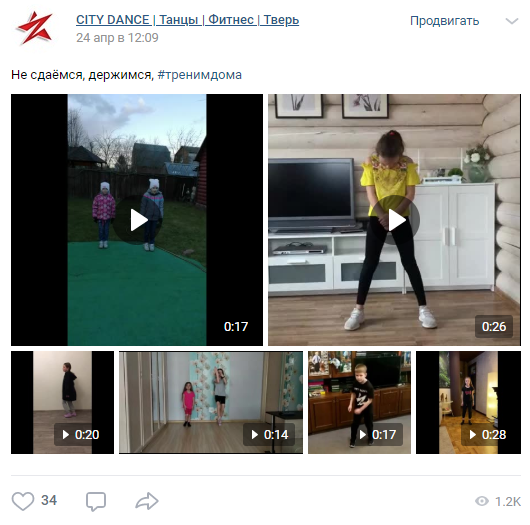 CITY DANCE | Танцы | Фитнес | Тверь
Продвигать
24 апр в 12:09
Не сдаёмся, держимся, #тренимдома
0:17
0:26
0:20
0:14
0:17
0:28
34
1.2K